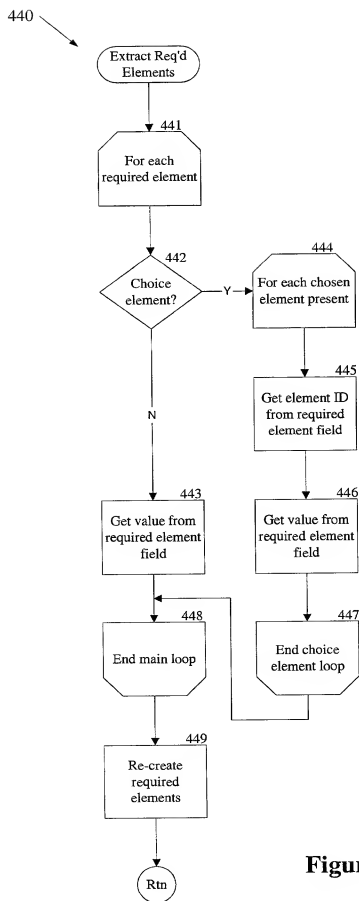 440
Extract Req'd
Elements
441
For each
required element
442
Choice
element?
Y
444
For each chosen
element present
445
Get element ID
from required
element field
N
443
Get value from
required element
field
446
Get value from
required element
field
448
End main loop
447
End choice
element loop
449
Re-create
required
elements
Rtn